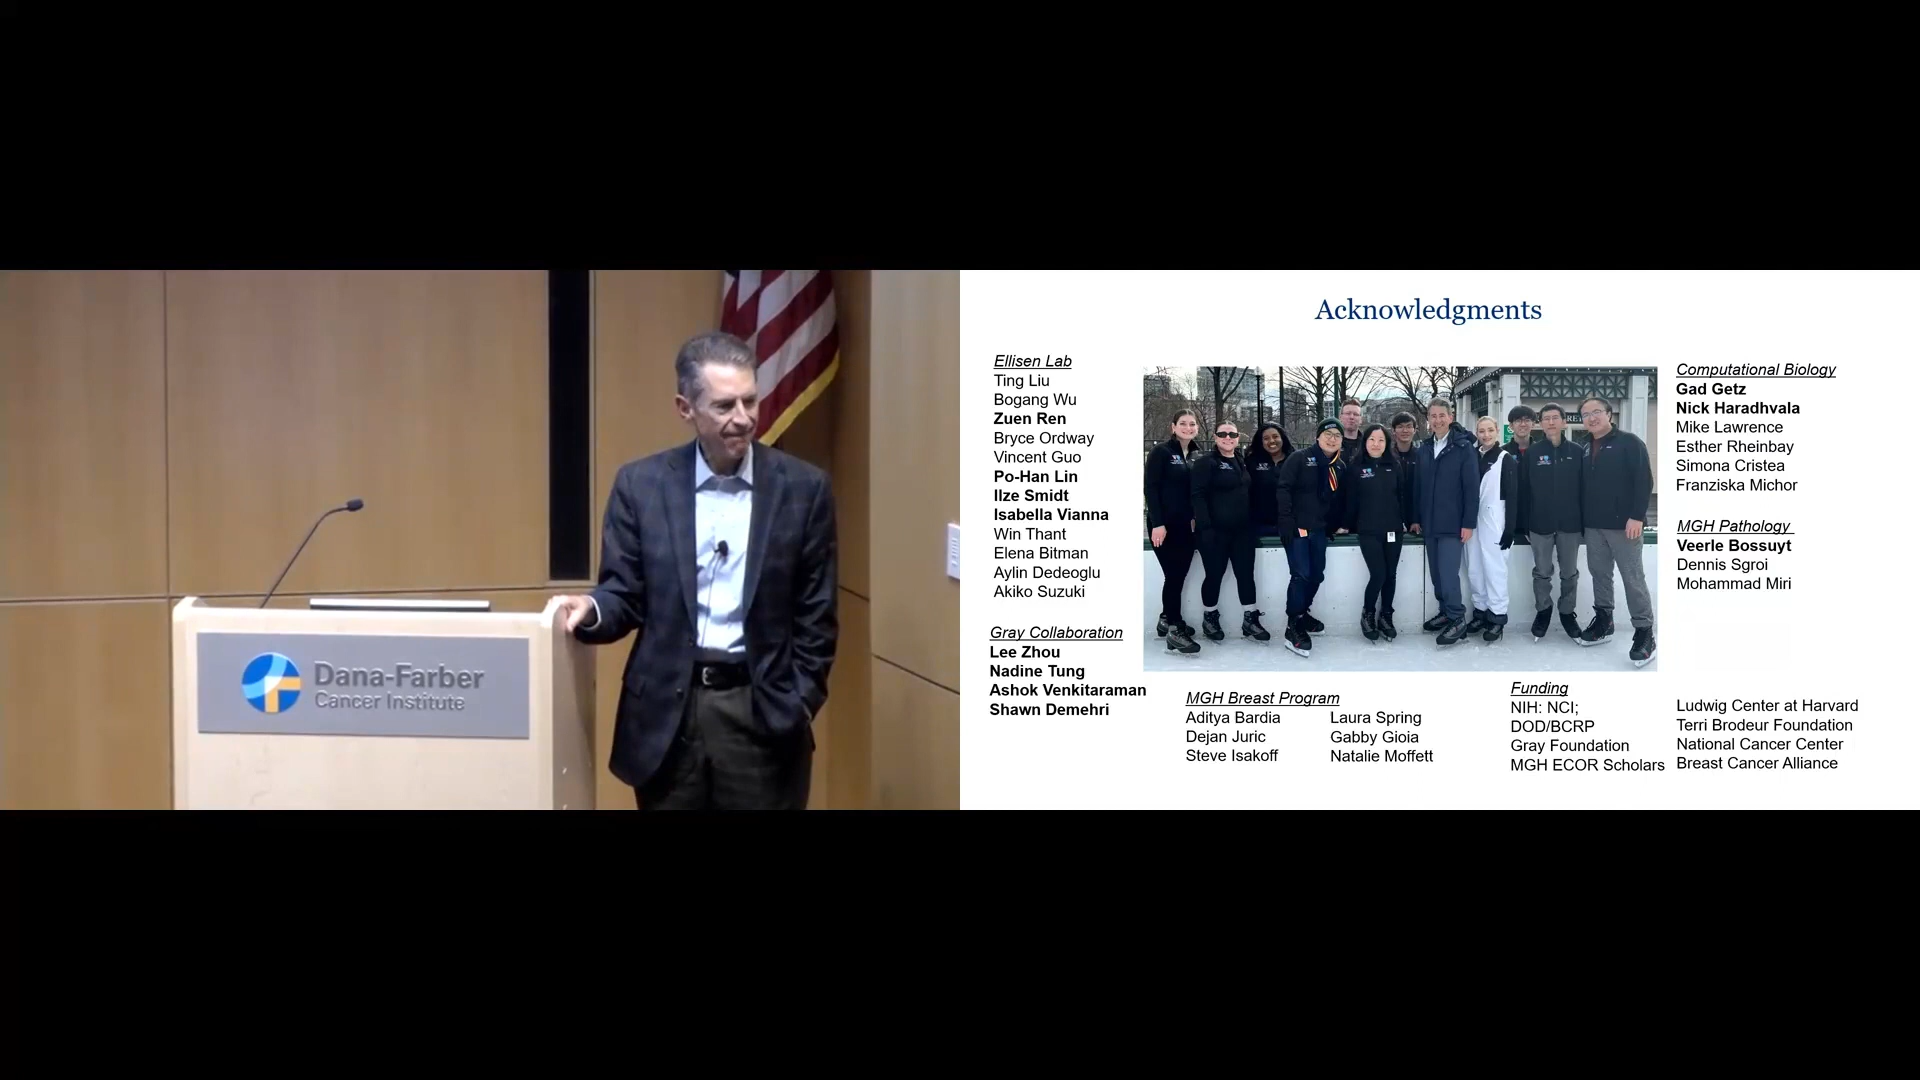 Dana-Farber
Cancer Institute
Acknowledgments
Ellisen Lab
Ting Liu
Bogang Wu
Zuen Ren
Bryce Ordway
Vincent Guo
Po-Han Lin
Ilze Smidt
Isabella Vianna
Win Thant
Elena Bitman
Aylin Dedeoglu
Akiko Suzuki
Gray Collaboration
Lee Zhou
Nadine Tung
Ashok Venkitaraman
Shawn Demehri
MGH Breast Program
Aditya Bardia
Dejan Juric
Steve Isakoff
Laura Spring
Gabby Gioia
Natalie Moffett
Computational Biology
Gad Getz
Nick Haradhvala
Mike Lawrence
Esther Rheinbay
Simona Cristea
Franziska Michor
MGH Pathology
Veerle Bossuyt
Dennis Sgroi
Mohammad Miri
Funding
NIH: NCI;
DOD/BCRP
Gray Foundation
MGH ECOR Scholars
Ludwig Center at Harvard
Terri Brodeur Foundation
National Cancer Center
Breast Cancer Alliance